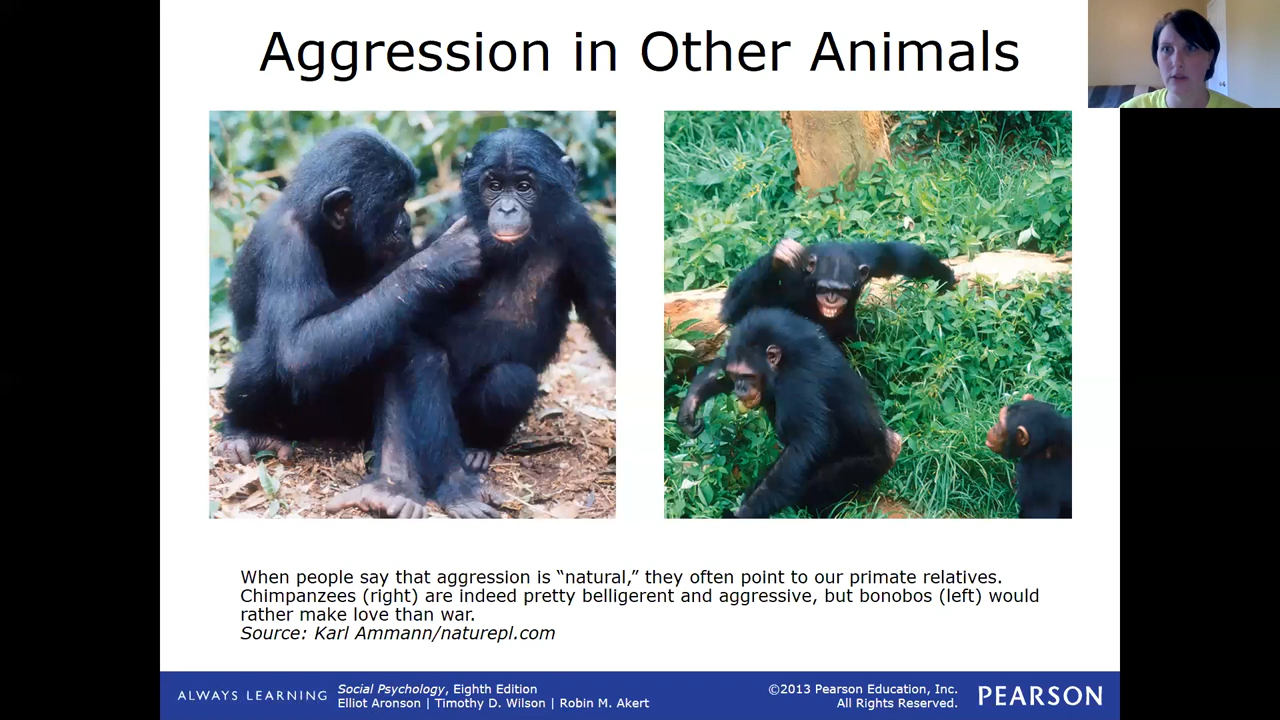 Aggression in Other Animals
When people say that aggression is “natural,” they often point to our primate relatives.
Chimpanzees (right) are indeed pretty belligerent and aggressive, but bonobos (left) would
rather make love than war.
Source: Karl Ammann/naturepl.com
ALWAYS LEARNING
Social Psychology, Eighth Edition
Elliot Aronson | Timothy D. Wilson | Robin M. Akert
©2013 Pearson Education, Inc.
All Rights Reserved.
PEARSON